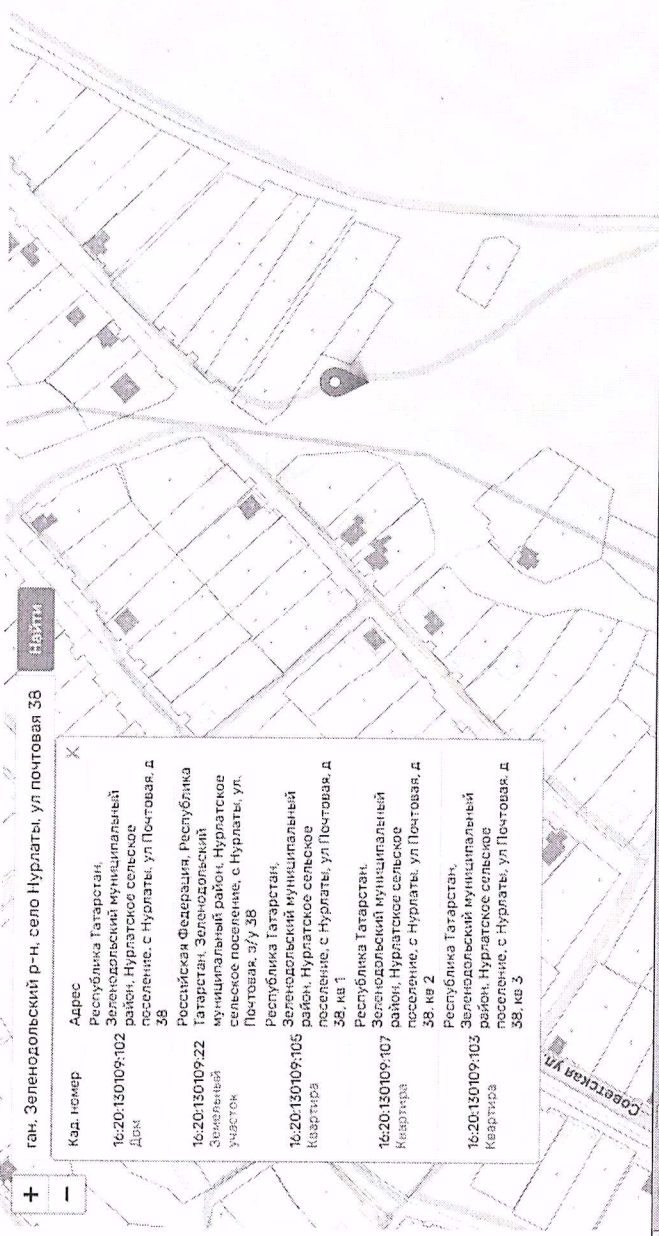 +
−
тан, Зеленодольский р-н, село Нурлаты, ул почтовая 38
Найти
Кад. номер
Адрес
16:20:130109:102
Дом
Республика Татарстан,
Зеленодольский муниципальный
район, Нурлатское сельское
поселение, с Нурлаты, ул Почтовая, д
38
16:20:130109:22
Земельный
участок
Российская Федерация, Республика
Татарстан, Зеленодольский
муниципальный район, Нурлатское
сельское поселение, с Нурлаты, ул.
Почтовая, з/у 38
16:20:130109:105
Квартира
Республика Татарстан,
Зеленодольский муниципальный
район, Нурлатское сельское
поселение, с Нурлаты, ул Почтовая, д
38, кв 1
16:20:130109:107
Квартира
Республика Татарстан,
Зеленодольский муниципальный
район, Нурлатское сельское
поселение, с Нурлаты, ул Почтовая, д
38, кв 2
16:20:130109:103
Квартира
Республика Татарстан,
Зеленодольский муниципальный
район, Нурлатское сельское
поселение, с Нурлаты, ул Почтовая, д
38, кв 3
Советская ул.